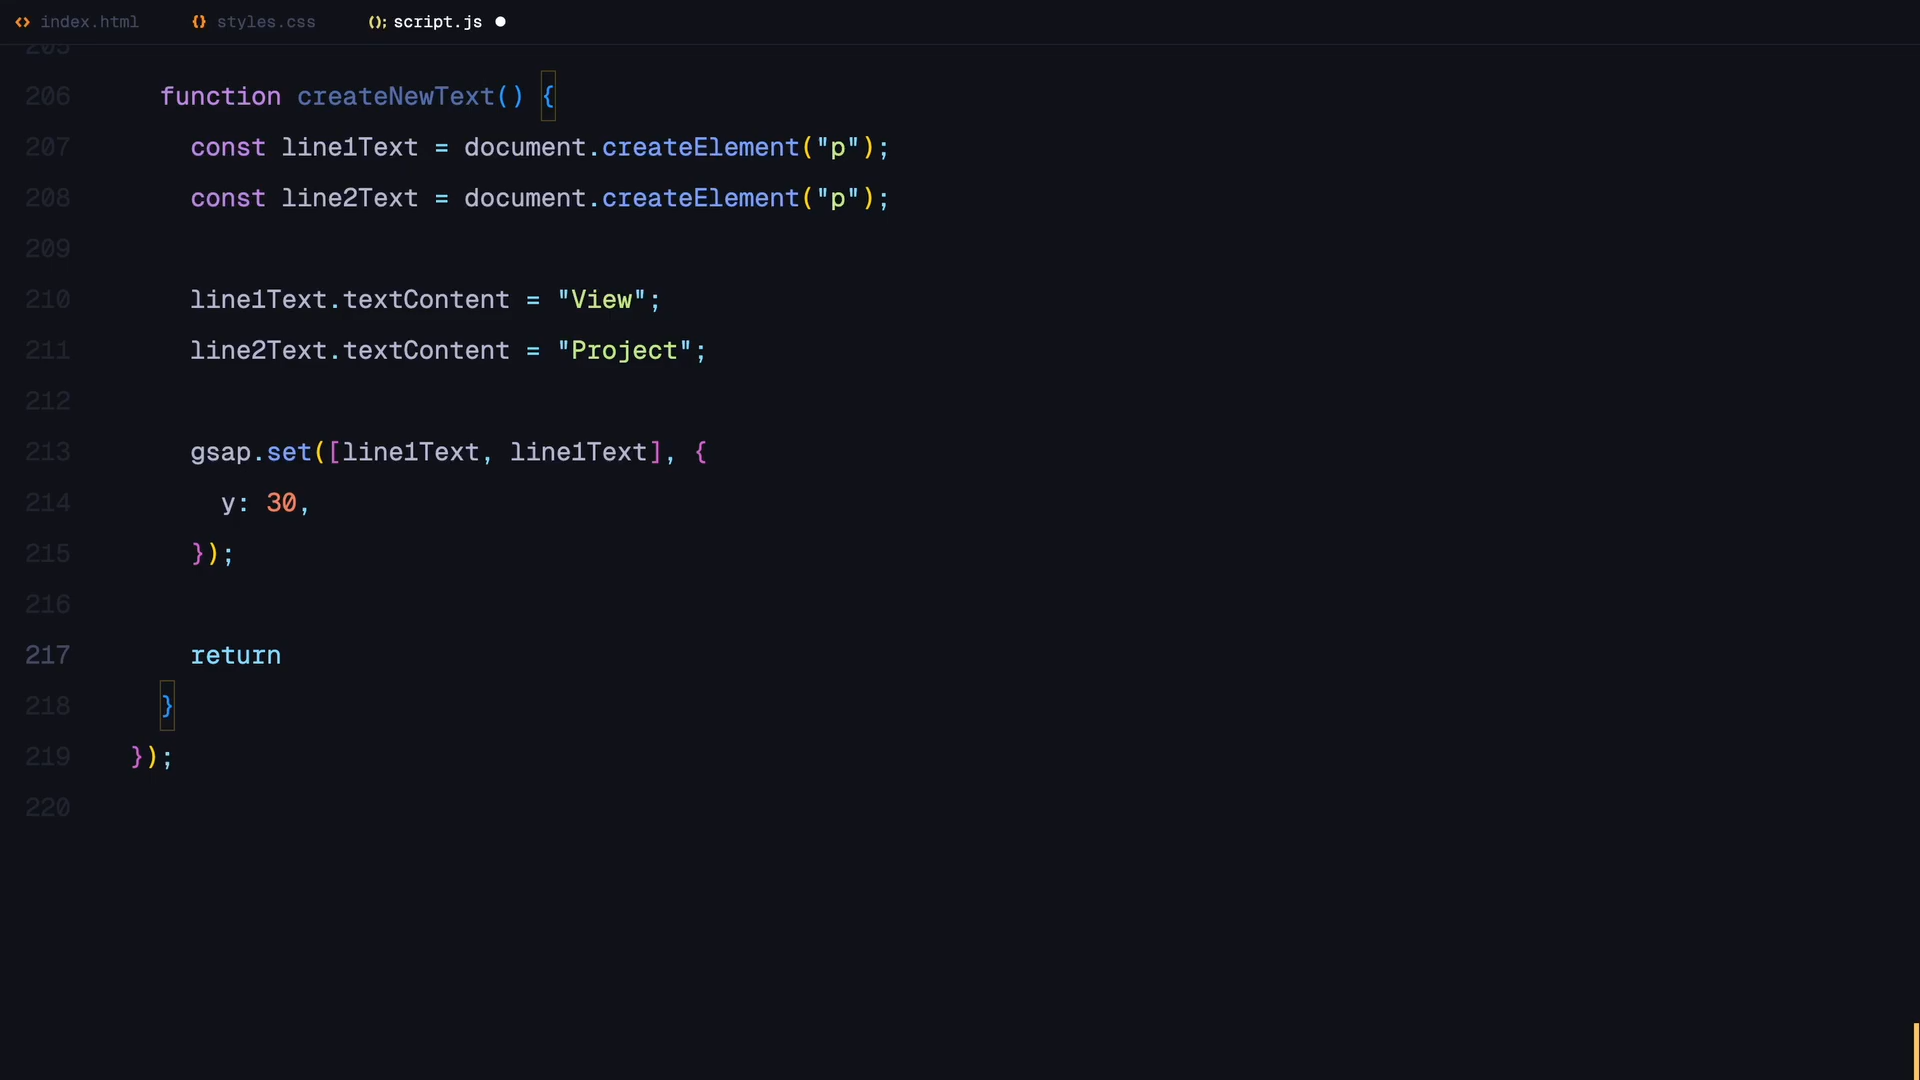 index.html styles.css script.js
205
206 function createNewText() {
207 const line1Text = document.createElement("p");
208 const line2Text = document.createElement("p");
209
210 line1Text.textContent = "View";
211 line2Text.textContent = "Project";
212
213 gsap.set([line1Text, line1Text], {
214 y: 30,
215 });
216
217 return
218 }
219 });
220